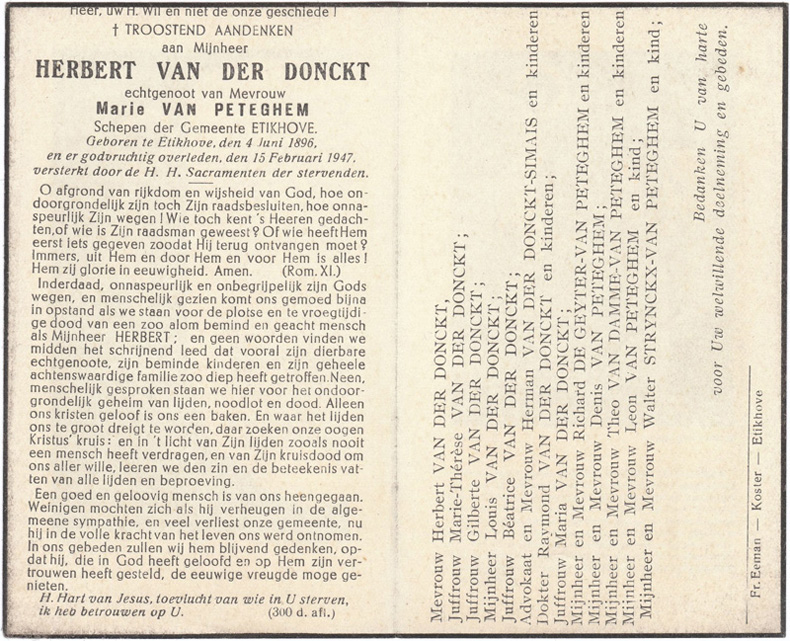 Heer, uw H. Wil en niet de onze geschiede !
† TROOSTEND AANDENKEN
aan Mijnheer
HERBERT VAN DER DONCKT
echtgenoot van Mevrouw
Marie VAN PETEGHEM
Schepen der Gemeente ETIKHOVE.
Geboren te Etikhove, den 4 Juni 1896,
en er godvruchtig overleden, den 15 Februari 1947.
versterkt door de H. H. Sacramenten der stervenden.
O afgrond van rijkdom en wijsheid van God, hoe on-
doorgrondelijk zijn toch Zijn raadsbesluiten, hoe onna-
speurlijk Zijn wegen ! Wie toch kent 's Heeren gedach-
ten, of wie is Zijn raadsman geweest ? Of wie heeft Hem
eerst iets gegeven zoodat Hij terug ontvangen moet ?
Immers, uit Hem en door Hem en voor Hem is alles !
Hem zij glorie in eeuwigheid. Amen. (Rom. XI.)
Inderdaad, onnaspeurlijk en onbegrijpelijk zijn Gods
wegen, en menschelijk gezien komt ons gemoed bijna
in opstand als we staan voor de plotse en te vroegtijdi-
ge dood van een zoo alom bemind en geacht mensch
als Mijnheer HERBERT ; en geen woorden vinden we
midden het schrijnend leed dat vooral zijn dierbare
echtgenoote, zijn beminde kinderen en zijn geheele
achtenswaardige familie zoo diep heeft getroffen. Neen,
menschelijk gesproken staan we hier voor het ondoor-
grondelijk geheim van lijden, noodlot en dood. Alleen
ons kristen geloof is ons een baken. En waar het lijden
ons te groot dreigt te worden, daar zoeken onze oogen
Kristus' kruis: en in 't licht van Zijn lijden zooals nooit
een mensch heeft verdragen, en van Zijn kruisdood om
ons aller wille, leeren we den zin en de beteekenis vat-
ten van alle lijden en beproeving.
Een goed en geloovig mensch is van ons heengegaan.
Weinigen mochten zich als hij verheugen in de alge-
meene sympathie, en veel verliest onze gemeente, nu
hij in de volle kracht van het leven ons werd ontnomen.
In ons gebeden zullen wij hem blijvend gedenken, op-
dat hij, die in God heeft geloofd en op Hem zijn ver-
trouwen heeft gesteld, de eeuwige vreugde moge ge-
nieten.
H. Hart van Jesus, toevlucht van wie in U sterven,
ik heb betrouwen op U. (300 d. afl.)
Mevrouw Herbert VAN DER DONCKT,
Juffrouw Marie-Thérèse VAN DER DONCKT ;
Juffrouw Gilberte VAN DER DONCKT ;
Mijnheer Louis VAN DER DONCKT ;
Juffrouw Béatrice VAN DER DONCKT ;
Advokaat en Mevrouw Herman VAN DER DONCKT-SIMAIS en kinderen
Dokter Raymond VAN DER DONCKT en kinderen ;
Juffrouw Maria VAN DER DONCKT ;
Mijnheer en Mevrouw Richard DE GEYTER-VAN PETEGHEM en kinderen
Mijnheer en Mevrouw Denis VAN PETEGHEM ;
Mijnheer en Mevrouw Theo VAN DAMME-VAN PETEGHEM en kinderen
Mijnheer en Mevrouw Leon VAN PETEGHEM en kind ;
Mijnheer en Mevrouw Walter STRYNCKX-VAN PETEGHEM en kind ;
Bedanken U van harte
voor Uw welwillende deelneming en gebeden.
Fr. Eeman — Koster — Etikhove